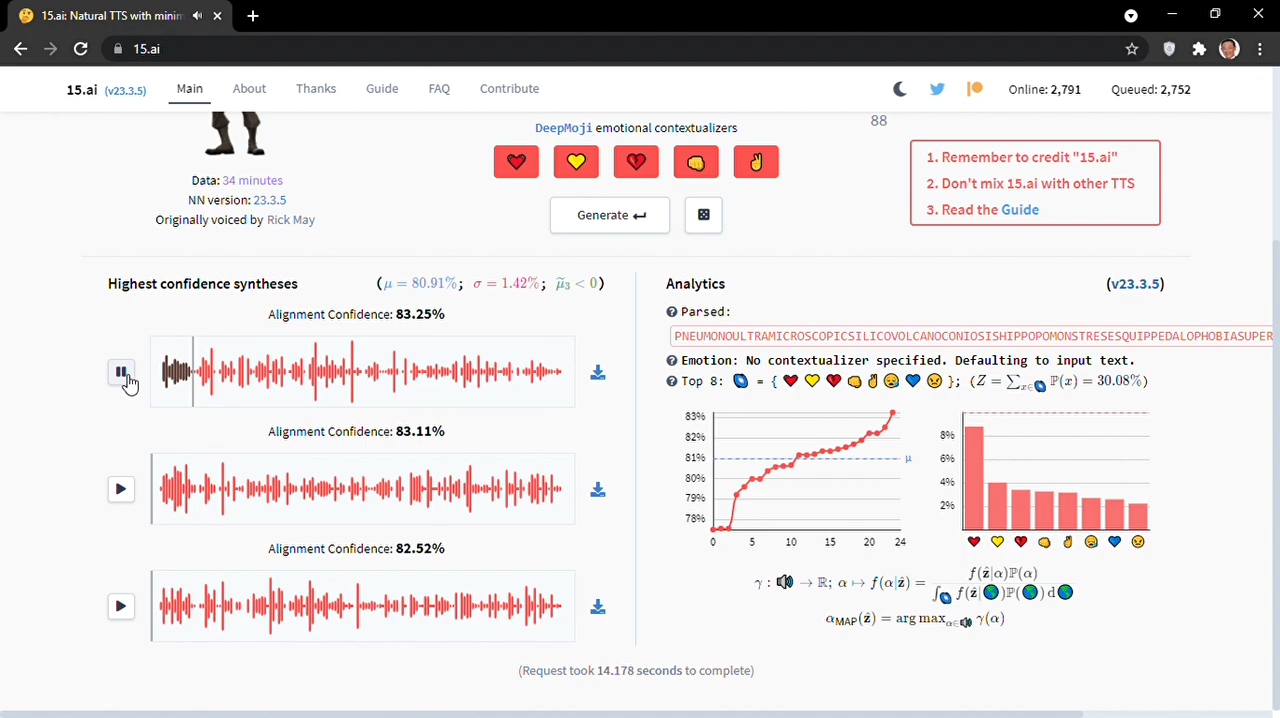 15.ai: Natural TTS with minim
15.ai
15.ai (v23.3.5) Main About Thanks Guide FAQ Contribute Online: 2,791 Queued: 2,752
DeepMoji emotional contextualizers
88
Data: 34 minutes
NN version: 23.3.5
Originally voiced by Rick May
Generate
1. Remember to credit "15.ai"
2. Don't mix 15.ai with other TTS
3. Read the Guide
Highest confidence syntheses (μ = 80.91%; σ = 1.42%; μ̃₃ < 0)
Alignment Confidence: 83.25%
Alignment Confidence: 83.11%
Alignment Confidence: 82.52%
Analytics (v23.3.5)
Parsed:
PNEUMONOULTRAMICROSCOPICSILICOVOLCANOCONIOSISHIPPOPOMONSTRESESQUIPPEDALOPHOBIASUPER
Emotion: No contextualizer specified. Defaulting to input text.
Top 8: 🌌 = { ❤️ 💛 💔 👊 ✌️ 😪 💙 😣 }; (Z = ∑x∈🌌 ℙ(x) = 30.08%)
83%
82%
81% μ
80%
79%
78%
0 5 10 15 20 24
8%
6%
4%
2%
γ : 🔊 → ℝ; α ↦ f(α|ẑ) = f(ẑ|α)ℙ(α) / ∫🌌 f(ẑ|🌎)ℙ(🌎) d🌎
αMAP(ẑ) = arg maxα∈🔊 γ(α)
(Request took 14.178 seconds to complete)